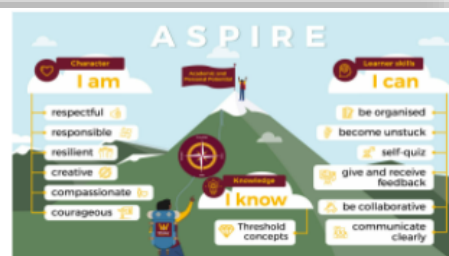 ASPIRE
Character
I am
respectful
responsible
resilient
creative
compassionate
courageous
Academic and
Personal Potential
Knowledge
I know
Threshold
concepts
Learner skills
I can
be organised
become unstuck
self-quiz
give and receive
feedback
be collaborative
communicate
clearly